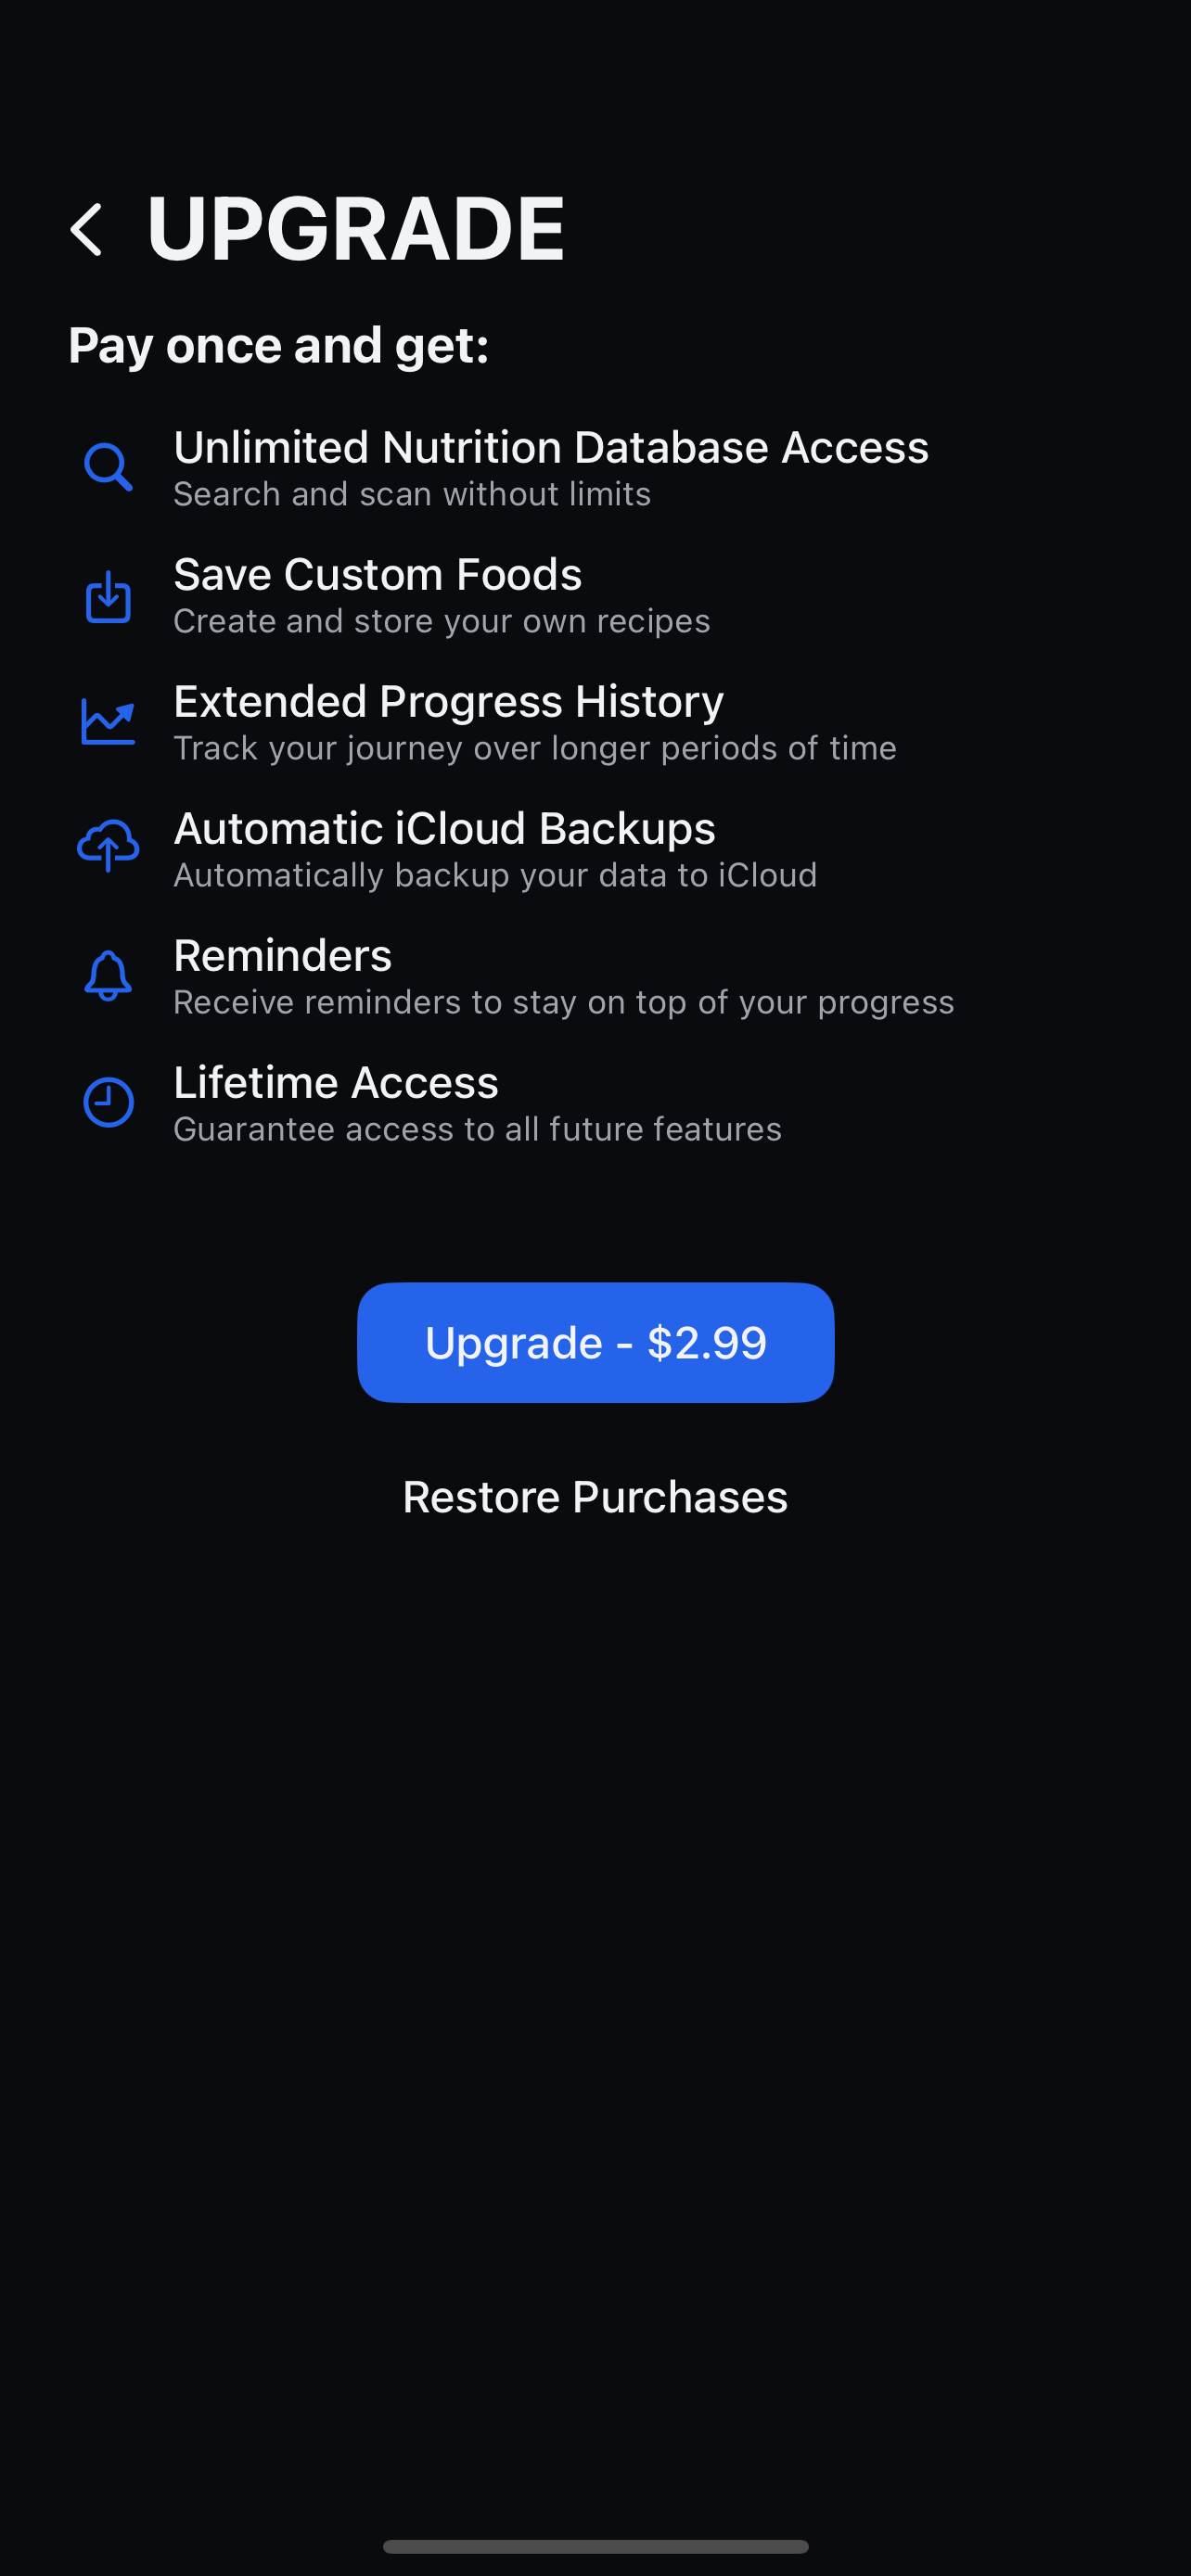 UPGRADE
Pay once and get:
Unlimited Nutrition Database Access
Search and scan without limits
Save Custom Foods
Create and store your own recipes
Extended Progress History
Track your journey over longer periods of time
Automatic iCloud Backups
Automatically backup your data to iCloud
Reminders
Receive reminders to stay on top of your progress
Lifetime Access
Guarantee access to all future features
Upgrade - $2.99
Restore Purchases